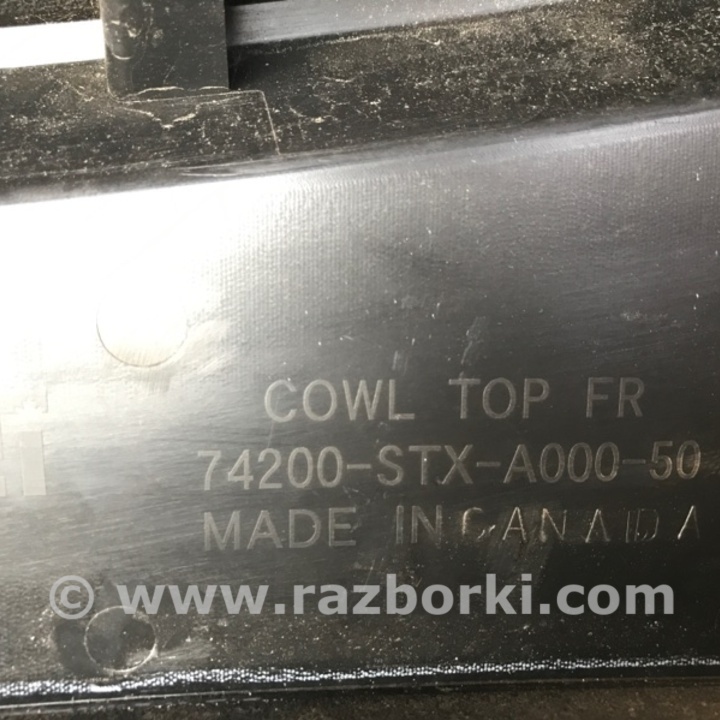 COWL TOP FR
74200-STX-A000-50
MADE IN CANADA
© www.razborki.com